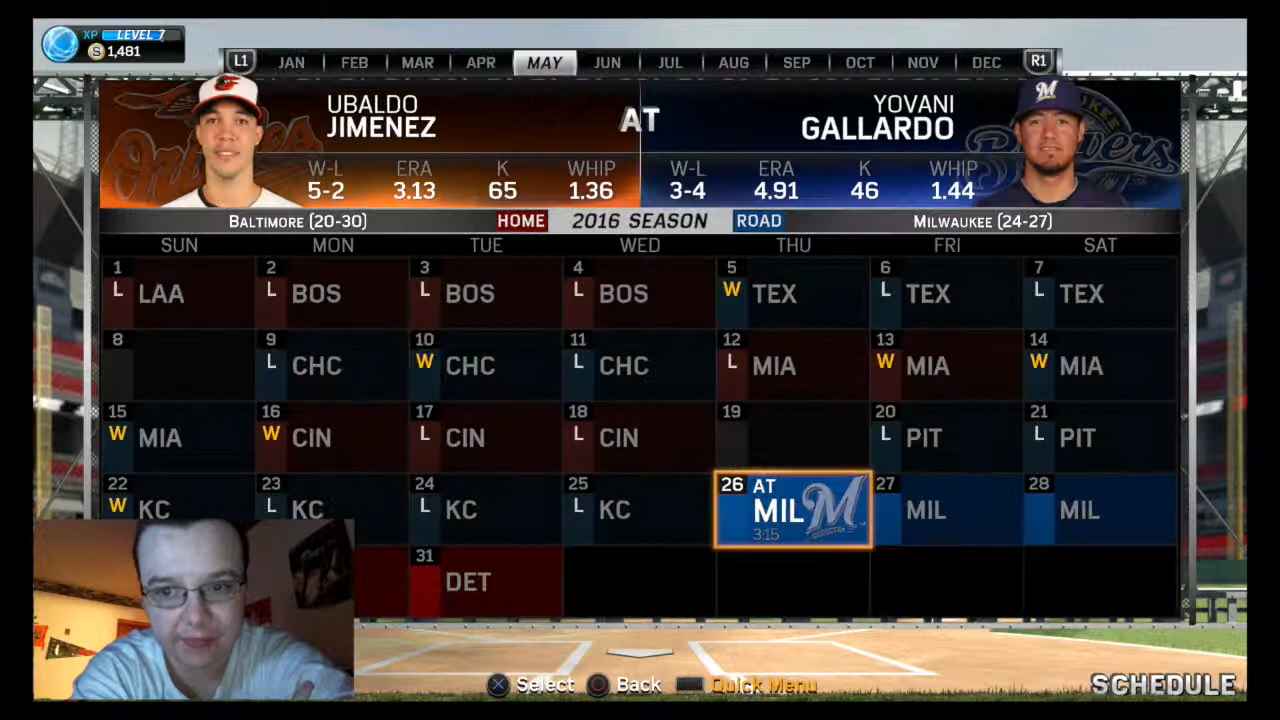 XP LEVEL 7
S 1,481
L1 JAN FEB MAR APR MAY JUN JUL AUG SEP OCT NOV DEC R1
UBALDO
JIMENEZ
AT
YOVANI
GALLARDO
W-L ERA K WHIP
5-2 3.13 65 1.36
W-L ERA K WHIP
3-4 4.91 46 1.44
BALTIMORE (20-30) HOME 2016 SEASON ROAD MILWAUKEE (24-27)
SUN MON TUE WED THU FRI SAT
1 2 3 4 5 6 7
L LAA L BOS L BOS L BOS W TEX L TEX L TEX
8 9 10 11 12 13 14
L CHC W CHC L CHC L MIA W MIA W MIA
15 16 17 18 19 20 21
W MIA W CIN L CIN L CIN L PIT L PIT
22 23 24 25 26 AT 27 28
W KC L KC L KC L KC MIL M MIL MIL
3:15
31
DET
Select Back Quick Menu
SCHEDULE